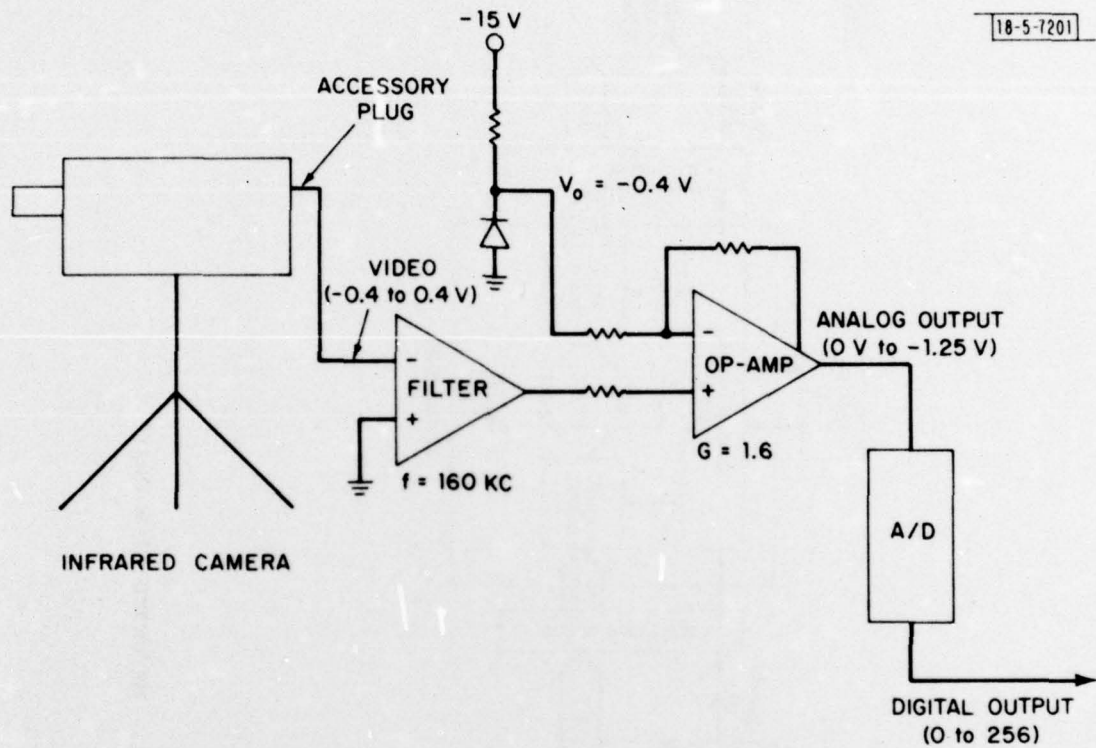 18-5-7201
-15 V
ACCESSORY
PLUG
V₀ = -0.4 V
VIDEO
(-0.4 to 0.4 V)
-
FILTER
+
f = 160 KC
-
OP-AMP
+
G = 1.6
ANALOG OUTPUT
(0 V to -1.25 V)
A/D
INFRARED CAMERA
DIGITAL OUTPUT
(0 to 256)